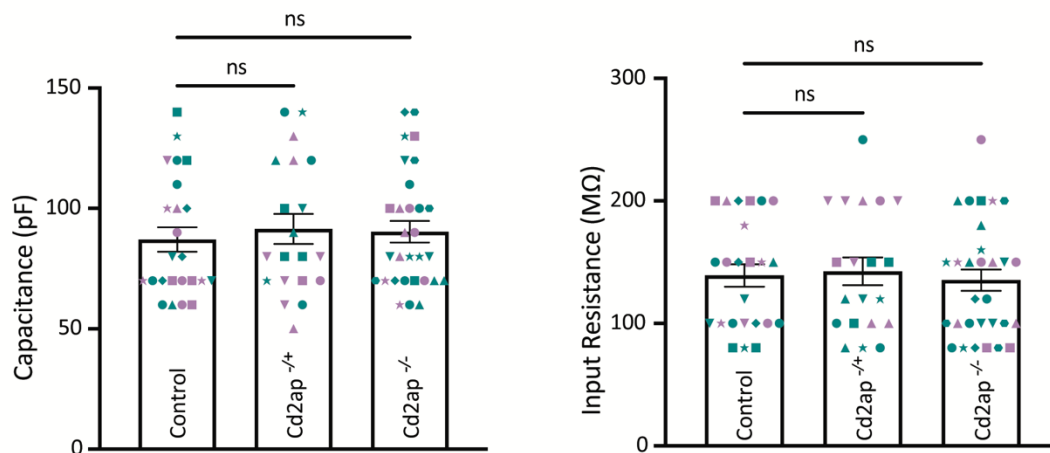 ns
ns
150
100
50
0
Capacitance (pF)
Control
Cd2ap -/+
Cd2ap -/-
ns
ns
300
200
100
0
Input Resistance (MΩ)
Control
Cd2ap -/+
Cd2ap -/-